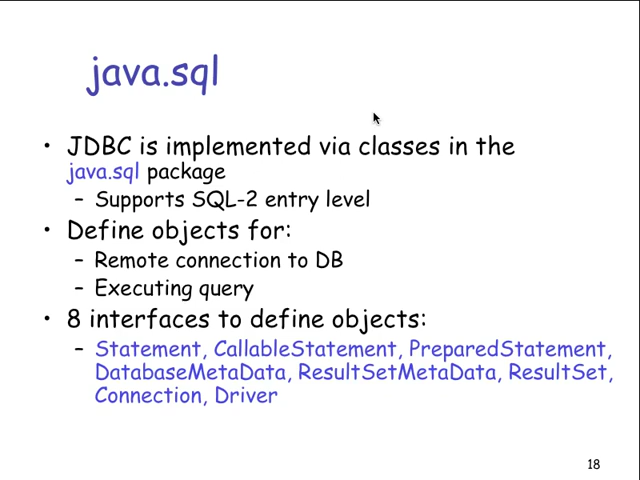 java.sql
• JDBC is implemented via classes in the
java.sql package
– Supports SQL-2 entry level
• Define objects for:
– Remote connection to DB
– Executing query
• 8 interfaces to define objects:
– Statement, CallableStatement, PreparedStatement,
DatabaseMetaData, ResultSetMetaData, ResultSet,
Connection, Driver
18